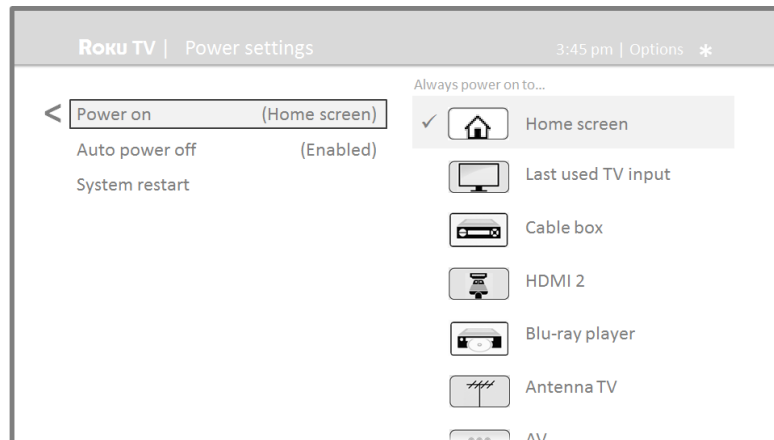 ROKU TV | Power settings
3:45 pm | Options *
Always power on to...
< Power on (Home screen)
Auto power off (Enabled)
System restart
✓ Home screen
Last used TV input
Cable box
HDMI 2
Blu-ray player
Antenna TV
AV